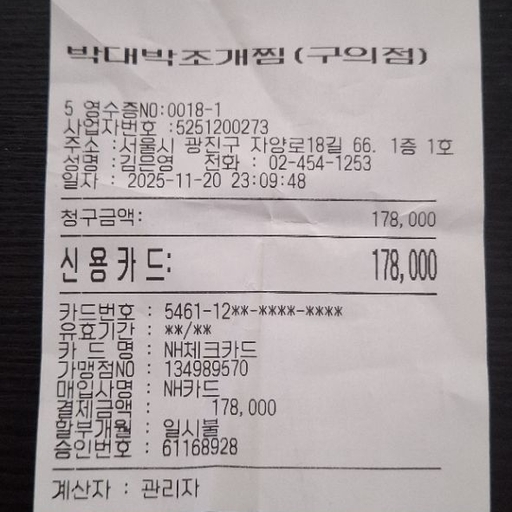 박대박조개찜(구의점)
5 영수증NO:0018-1
사업자번호 :5251200273
주소 :서울시 광진구 자양로18길 66. 1층 1호
성명 :김은영 전화 : 02-454-1253
일자 : 2025-11-20 23:09:48
청구금액: 178,000
신용카드: 178,000
카드번호 : 5461-12**-****-****
유효기간 : **/**
카 드 명 : NH체크카드
가맹점NO : 134989570
매입사명 : NH카드
결제금액 : 178,000
할부개월 : 일시불
승인번호 : 61168928
계산자 : 관리자